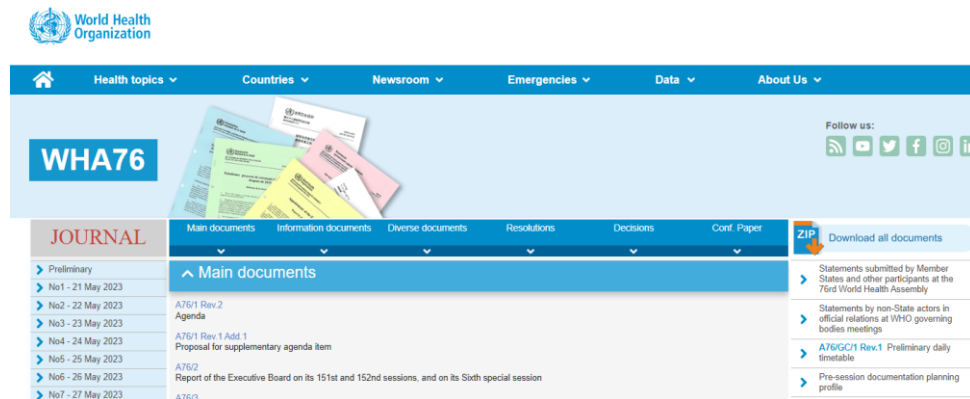 World Health
Organization
Health topics
Countries
Newsroom
Emergencies
Data
About Us
WHA76
Follow us:
JOURNAL
Preliminary
No1 - 21 May 2023
No2 - 22 May 2023
No3 - 23 May 2023
No4 - 24 May 2023
No5 - 25 May 2023
No6 - 26 May 2023
No7 - 27 May 2023
Main documents
Information documents
Diverse documents
Resolutions
Decisions
Conf. Paper
Main documents
A76/1 Rev.2
Agenda
A76/1 Rev.1 Add.1
Proposal for supplementary agenda item
A76/2
Report of the Executive Board on its 151st and 152nd sessions, and on its Sixth special session
A76/3
ZIP
Download all documents
Statements submitted by Member
States and other participants at the
76rd World Health Assembly
Statements by non-State actors in
official relations at WHO governing
bodies meetings
A76/GC/1 Rev.1 Preliminary daily
timetable
Pre-session documentation planning
profile